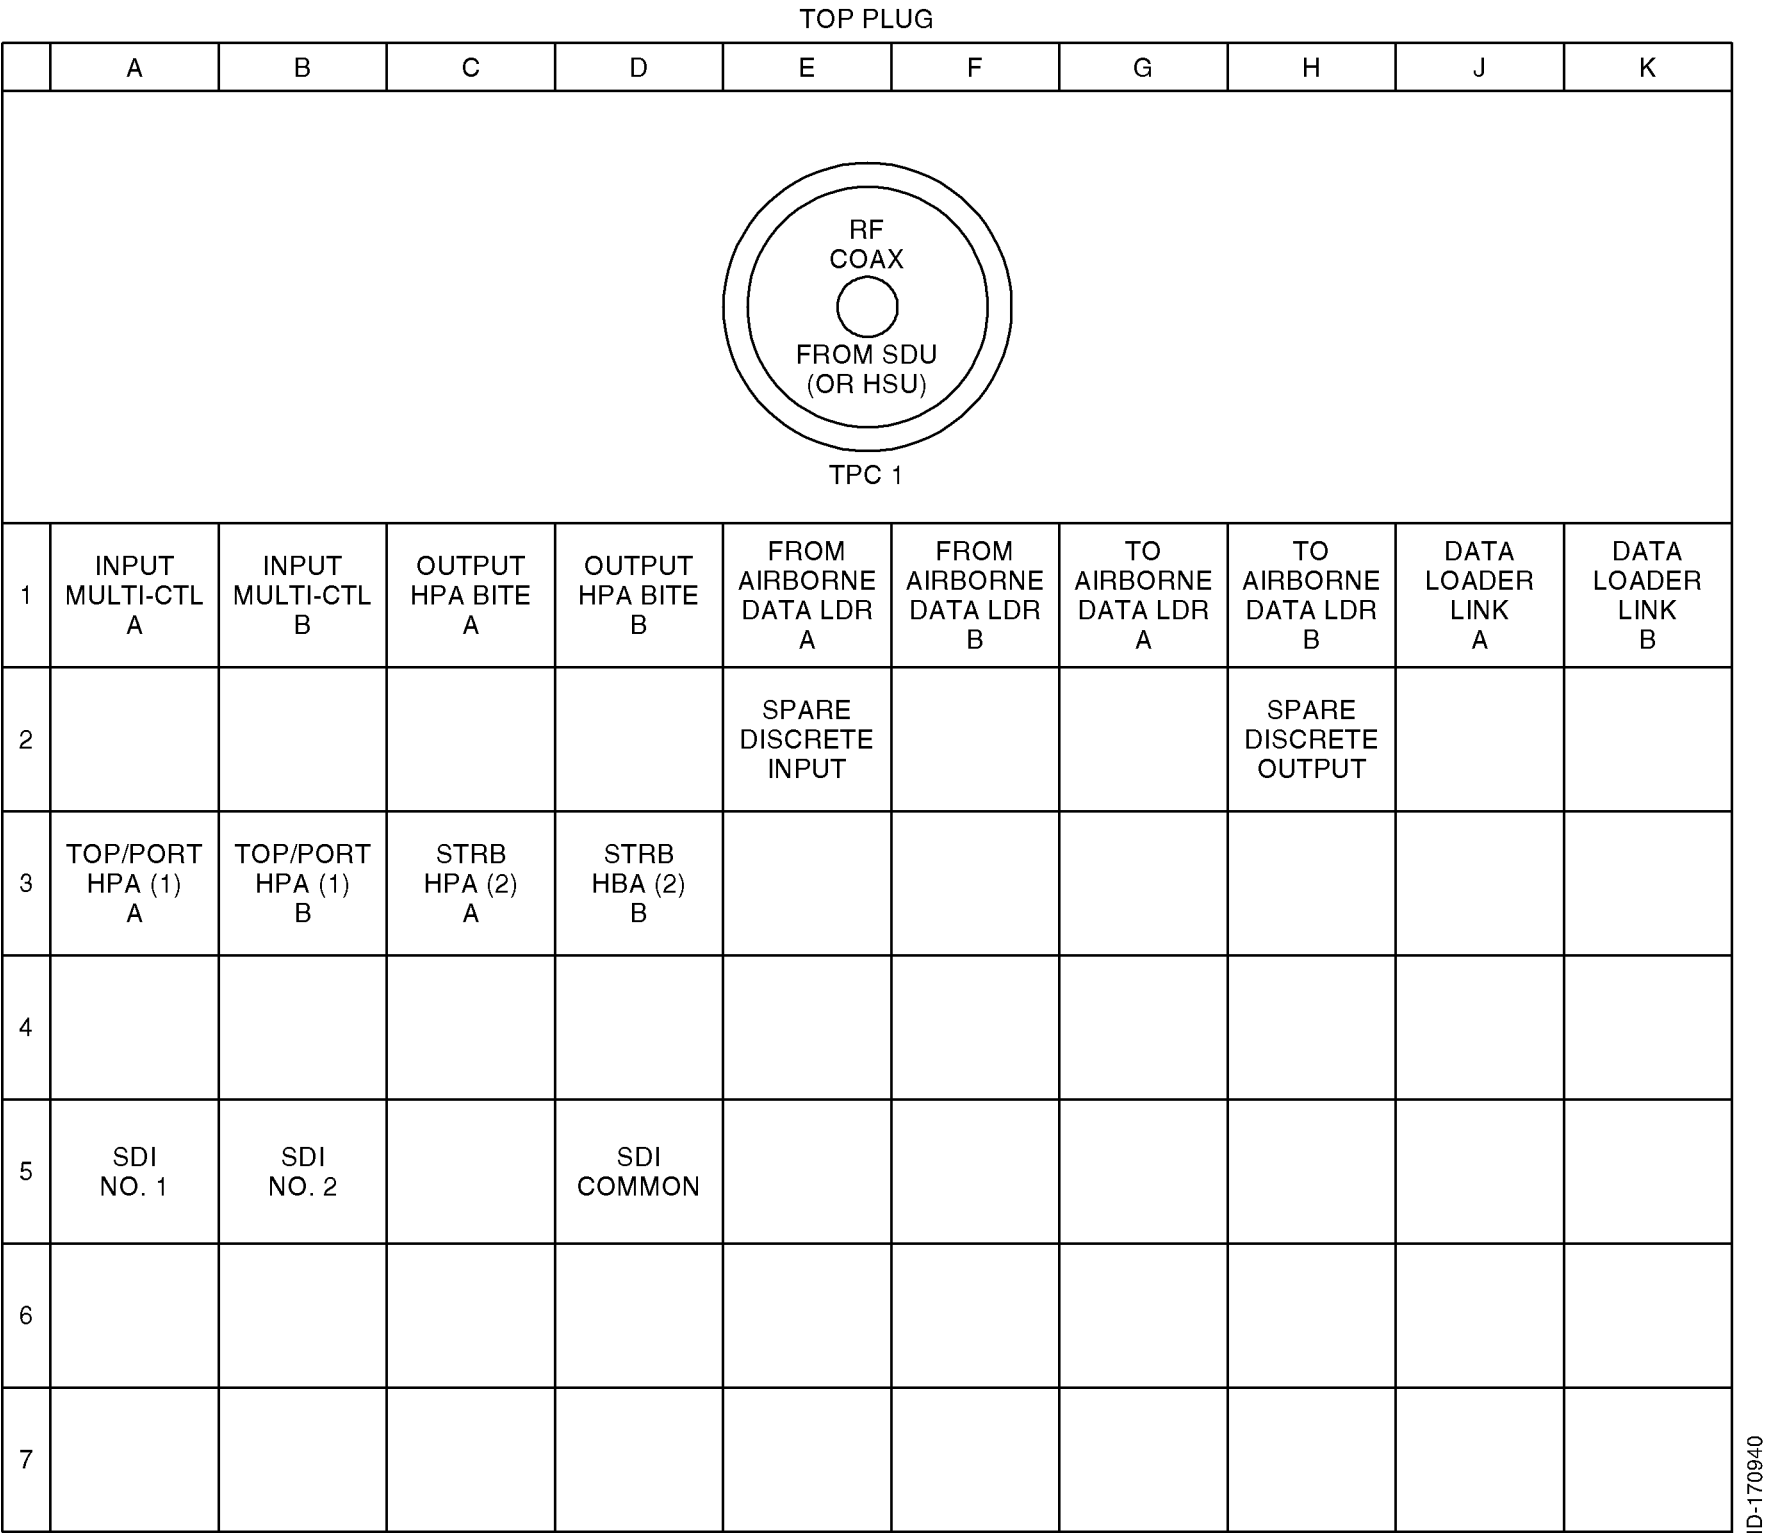 TOP PLUG
A B C D E F G H J K
RF
COAX
FROM SDU
(OR HSU)
TPC 1
1
INPUT
MULTI-CTL
A
INPUT
MULTI-CTL
B
OUTPUT
HPA BITE
A
OUTPUT
HPA BITE
B
FROM
AIRBORNE
DATA LDR
A
FROM
AIRBORNE
DATA LDR
B
TO
AIRBORNE
DATA LDR
A
TO
AIRBORNE
DATA LDR
B
DATA
LOADER
LINK
A
DATA
LOADER
LINK
B
2
SPARE
DISCRETE
INPUT
SPARE
DISCRETE
OUTPUT
3
TOP/PORT
HPA (1)
A
TOP/PORT
HPA (1)
B
STRB
HPA (2)
A
STRB
HBA (2)
B
4
5
SDI
NO. 1
SDI
NO. 2
SDI
COMMON
6
7
ID-170940